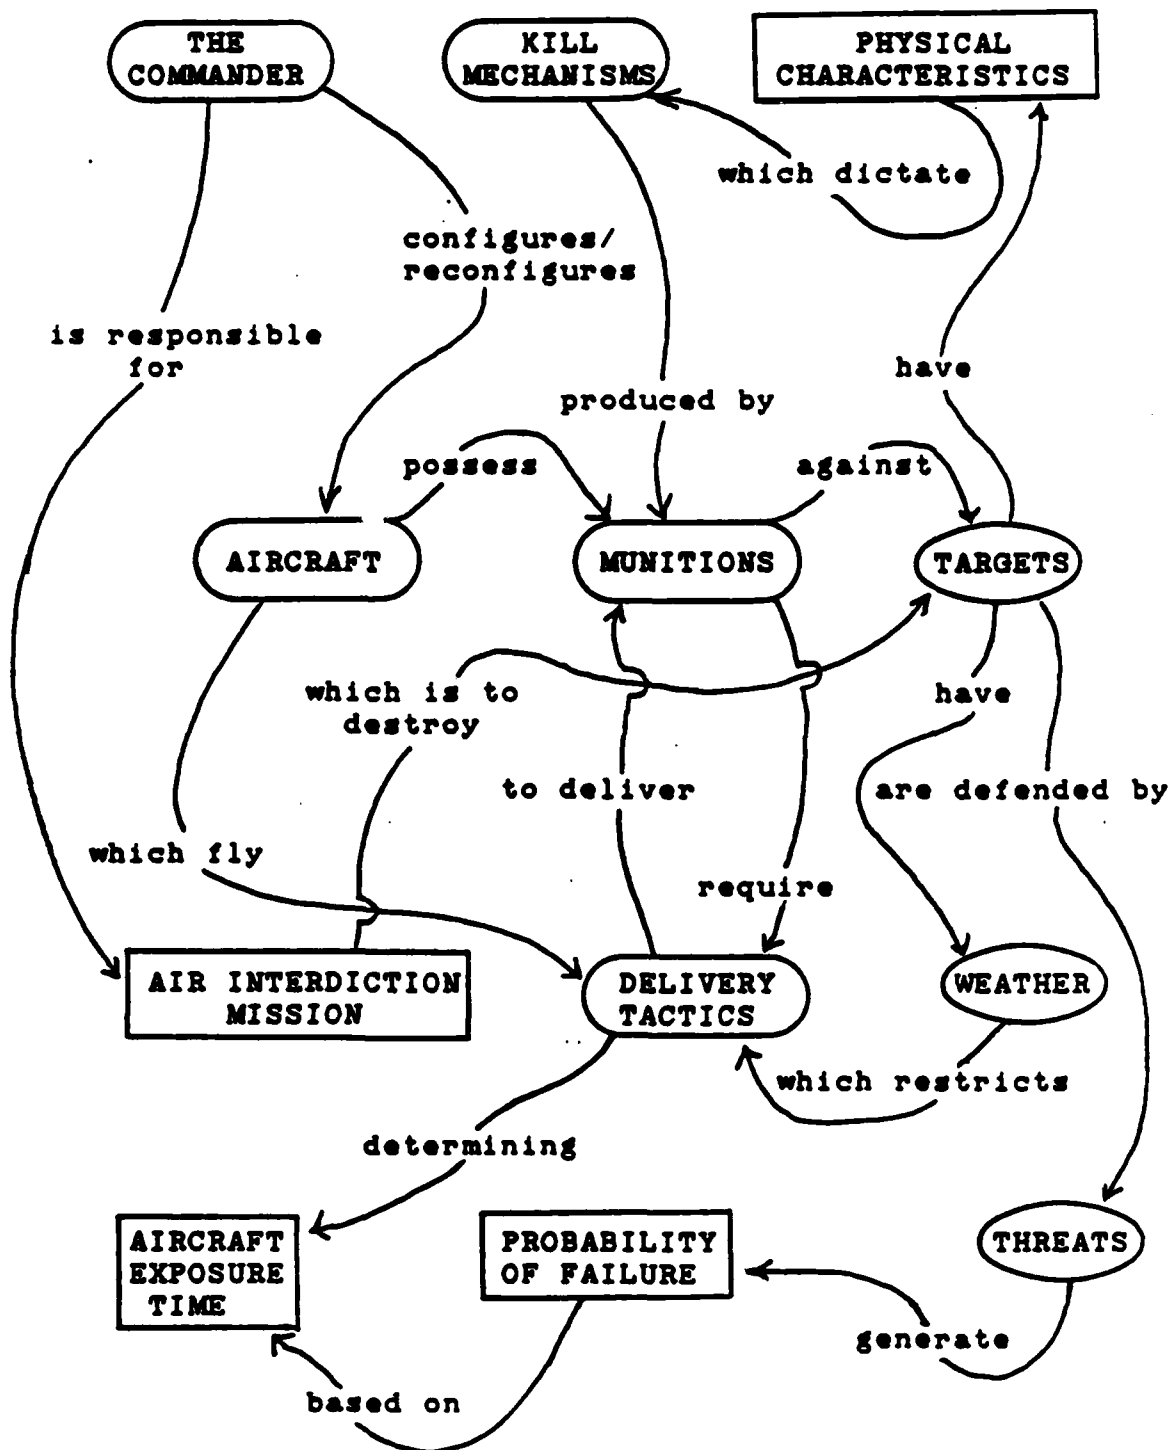 THE
COMMANDER
KILL
MECHANISMS
PHYSICAL
CHARACTERISTICS
which dictate
configures/
reconfigures
is responsible
for
have
produced by
possess
against
AIRCRAFT
MUNITIONS
TARGETS
which is to
destroy
have
to deliver
are defended by
which fly
require
AIR INTERDICTION
MISSION
DELIVERY
TACTICS
WEATHER
which restricts
determining
AIRCRAFT
EXPOSURE
TIME
PROBABILITY
OF FAILURE
THREATS
generate
based on